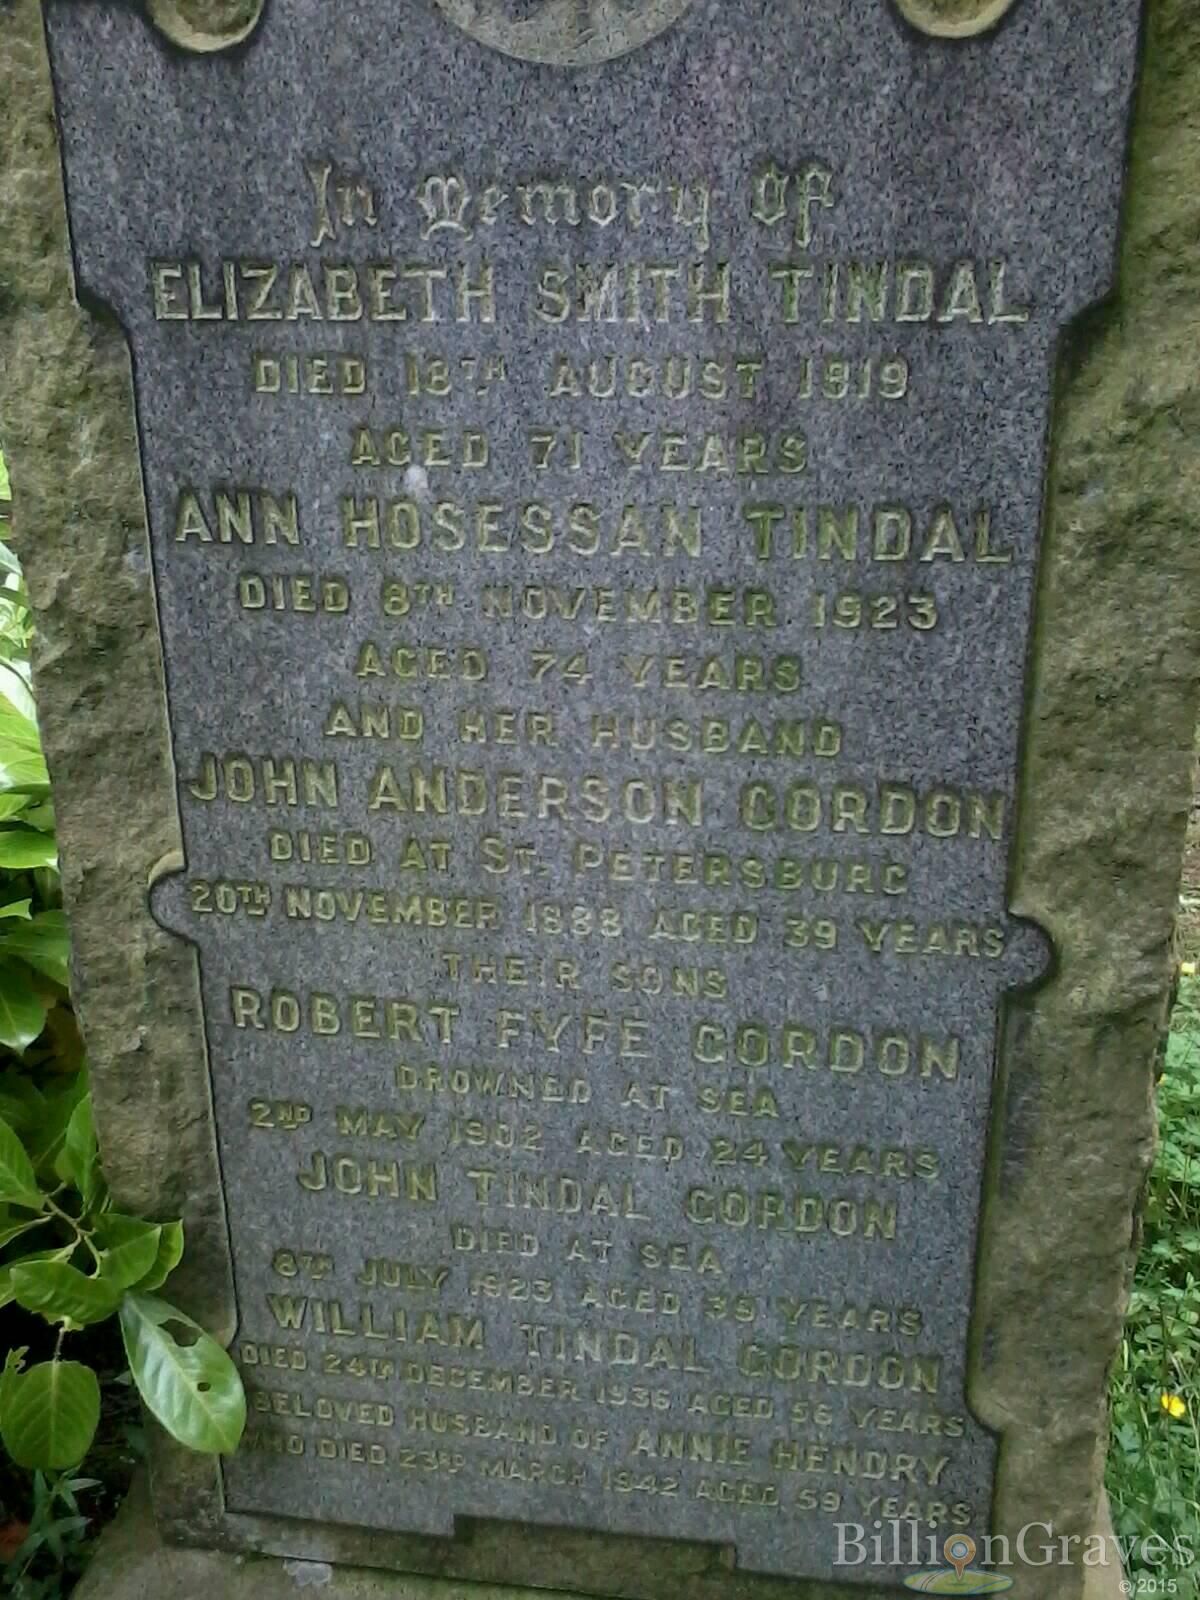 In Memory Of
ELIZABETH SMITH TINDAL
DIED 18TH AUGUST 1919
AGED 71 YEARS
ANN HOSESSAN TINDAL
DIED 8TH NOVEMBER 1923
AGED 74 YEARS
AND HER HUSBAND
JOHN ANDERSON GORDON
DIED AT ST. PETERSBURG
20TH NOVEMBER 1888 AGED 39 YEARS
THEIR SONS
ROBERT FYFE GORDON
DROWNED AT SEA
2ND MAY 1902 AGED 24 YEARS
JOHN TINDAL GORDON
DIED AT SEA
8TH JULY 1923 AGED 39 YEARS
WILLIAM TINDAL GORDON
DIED 24TH DECEMBER 1936 AGED 56 YEARS
BELOVED HUSBAND OF ANNIE HENDRY
WHO DIED 23RD MARCH 1942 AGED 59 YEARS
BillionGraves
© 2015